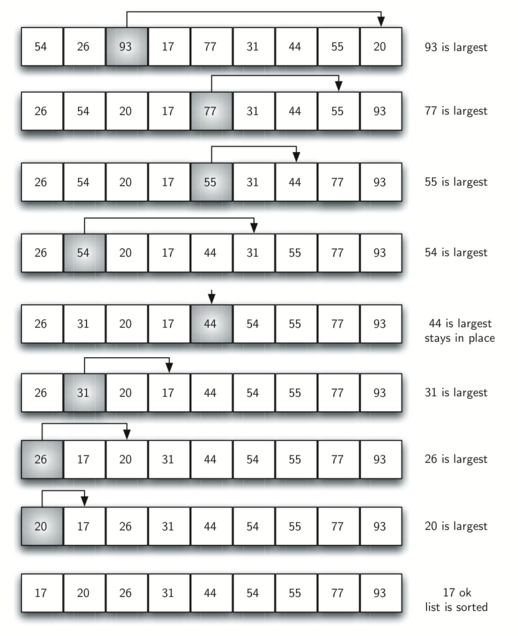 54 26 93 17 77 31 44 55 20 93 is largest
26 54 20 17 77 31 44 55 93 77 is largest
26 54 20 17 55 31 44 77 93 55 is largest
26 54 20 17 44 31 55 77 93 54 is largest
26 31 20 17 44 54 55 77 93 44 is largest
stays in place
26 31 20 17 44 54 55 77 93 31 is largest
26 17 20 31 44 54 55 77 93 26 is largest
20 17 26 31 44 54 55 77 93 20 is largest
17 20 26 31 44 54 55 77 93 17 ok
list is sorted